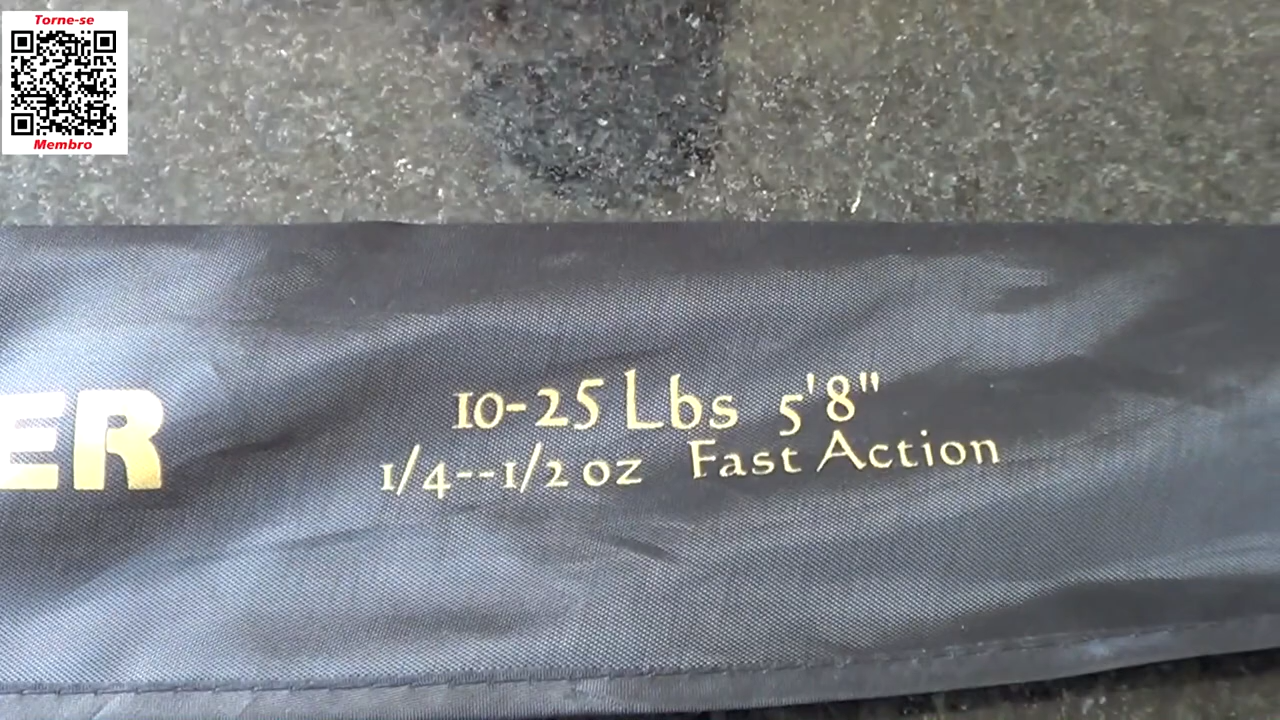 Torne-se
Membro
ER
10-25 Lbs 5'8"
1/4--1/2 oz Fast Action